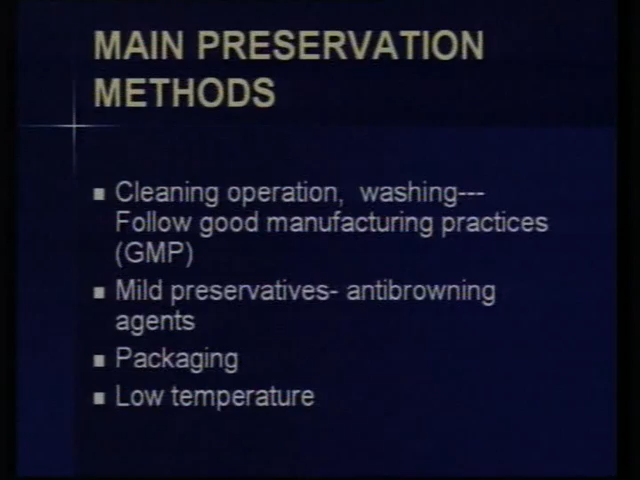 MAIN PRESERVATION
METHODS
Cleaning operation, washing---
Follow good manufacturing practices
(GMP)
Mild preservatives- antibrowning
agents
Packaging
Low temperature